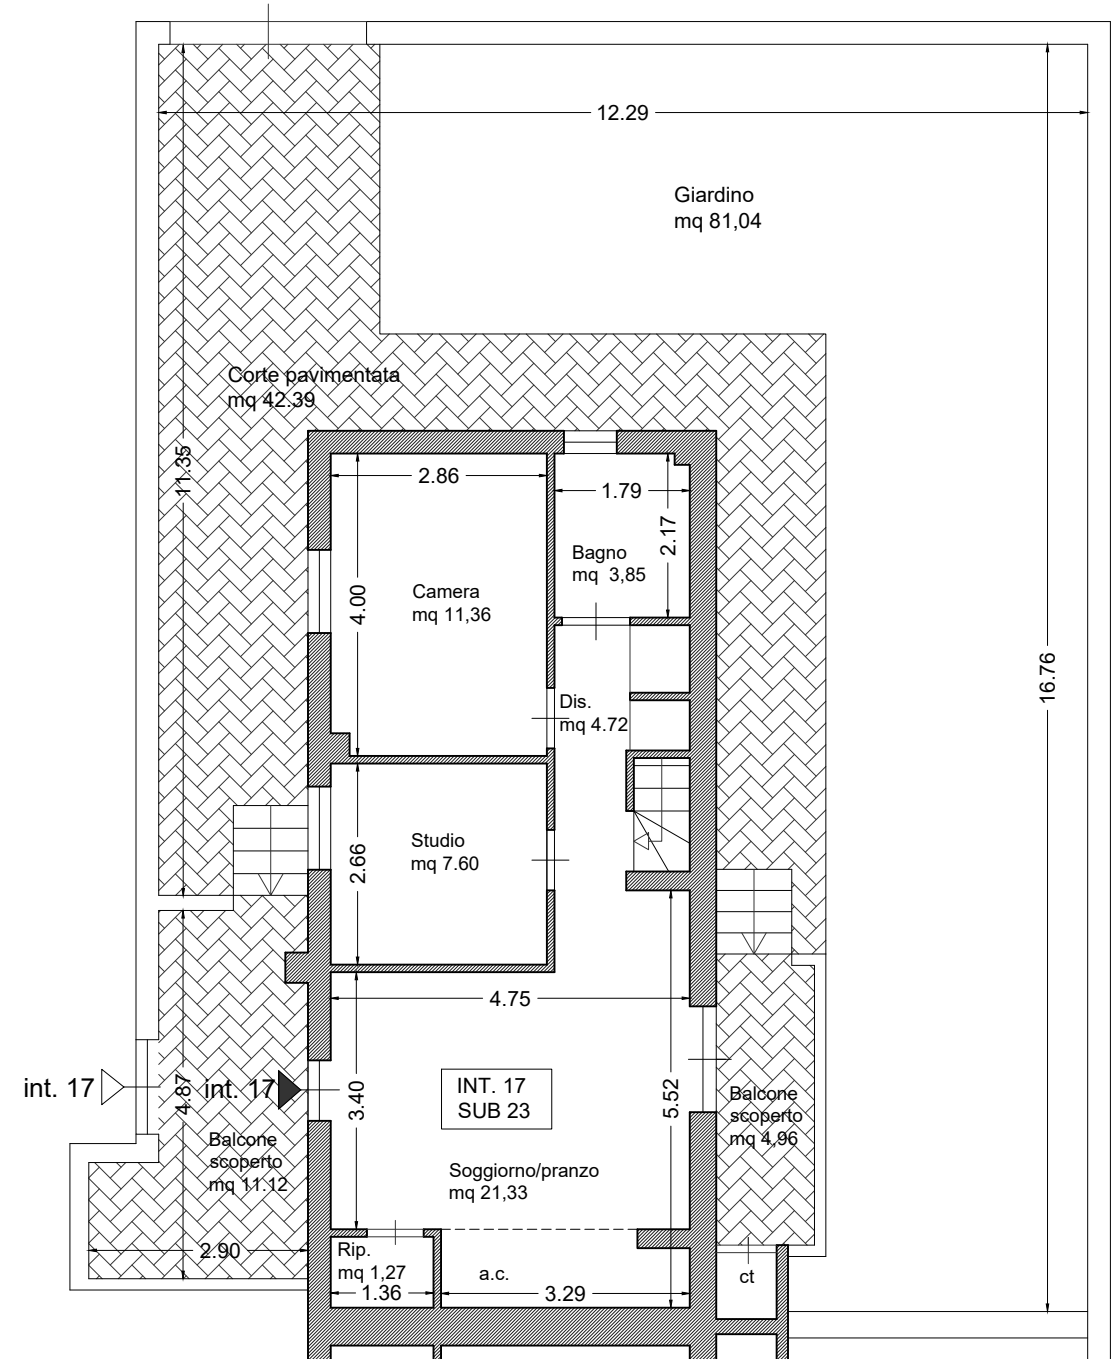 12.29
Giardino
mq 81,04
Corte pavimentata
mq 42.39
11.35
2.86
1.79
2.17
Bagno
mq 3,85
4.00
Camera
mq 11,36
16.76
Dis.
mq 4.72
Studio
mq 7.60
2.66
4.75
int. 17
int. 17
4.87
3.40
INT. 17
SUB 23
5.52
Balcone
scoperto
mq 4,96
Balcone
scoperto
mq 11.12
Soggiorno/pranzo
mq 21,33
2.90
Rip.
mq 1,27
1.36
a.c.
3.29
ct